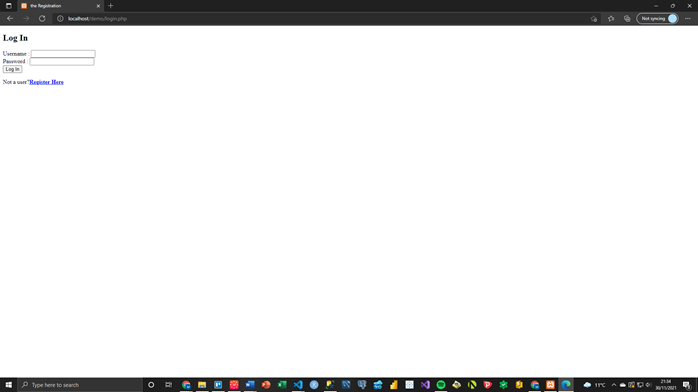 the Registration
localhost/demo/login.php
Not syncing
Log In
Username :
Password :
Log In
Not a user?Register Here
Type here to search
11°C
21:34
30/11/2021